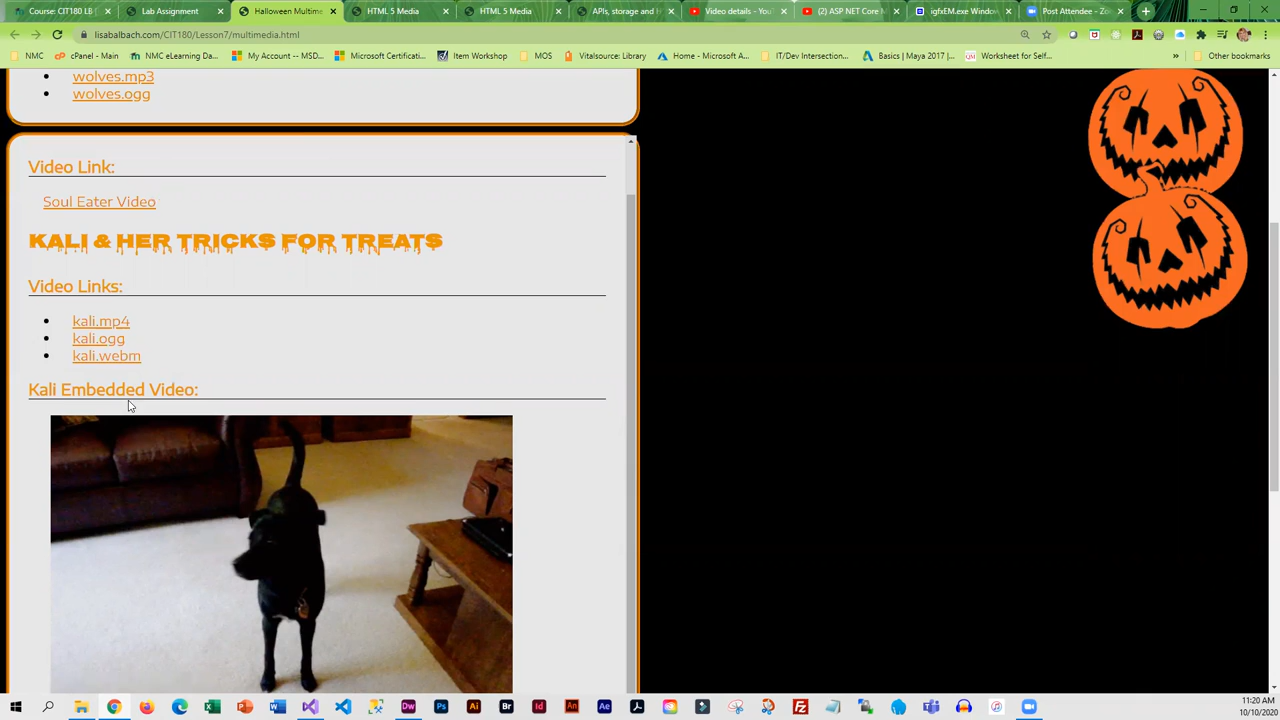 Course: CIT180 LB
Lab Assignment
Halloween Multime
HTML 5 Media
HTML 5 Media
APIs, storage and
Video details - You
(2) ASP NET Core
igfxEM.exe Window
Post Attendee - Zo
lisabalbach.com/CIT180/Lesson7/multimedia.html
NMC
cPanel - Main
NMC eLearning Da...
My Account - MSD...
Microsoft Certificati...
Item Workshop
MOS
Vitalsource: Library
Home - Microsoft A...
IT/Dev Intersection...
Basics | Maya 2017 |...
Worksheet for Self...
»
Other bookmarks
wolves.mp3
wolves.ogg
Video Link:
Soul Eater Video
KALI & HER TRICKS FOR TREATS
Video Links:
kali.mp4
kali.ogg
kali.webm
Kali Embedded Video:
11:20 AM
10/10/2020